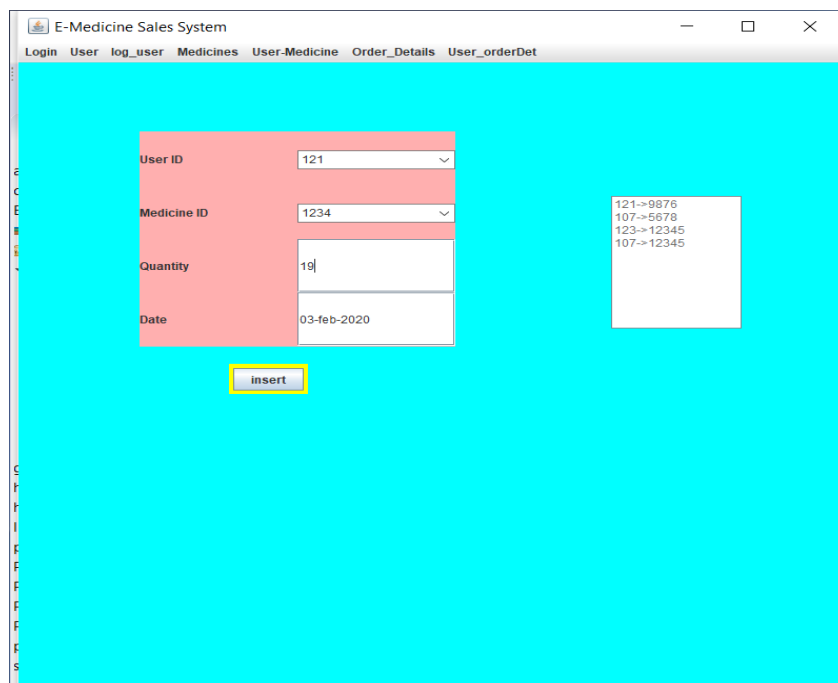 E-Medicine Sales System
Login User log_user Medicines User-Medicine Order_Details User_orderDet
User ID 121
Medicine ID 1234
Quantity 19
Date 03-feb-2020
insert
121->9876
107->5678
123->12345
107->12345